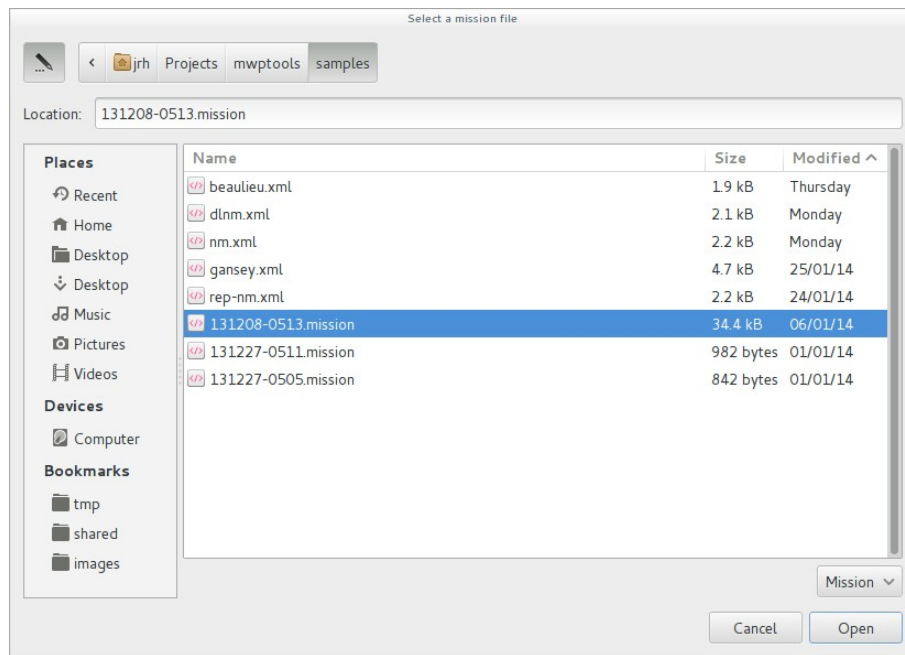 Select a mission file
jrh Projects mwptools samples
Location: 131208-0513.mission
Places
Recent
Home
Desktop
Desktop
Music
Pictures
Videos
Devices
Computer
Bookmarks
tmp
shared
images
Name Size Modified
beaulieu.xml 1.9 kB Thursday
dlnm.xml 2.1 kB Monday
nm.xml 2.2 kB Monday
gansey.xml 4.7 kB 25/01/14
rep-nm.xml 2.2 kB 24/01/14
131208-0513.mission 34.4 kB 06/01/14
131227-0511.mission 982 bytes 01/01/14
131227-0505.mission 842 bytes 01/01/14
Mission
Cancel Open